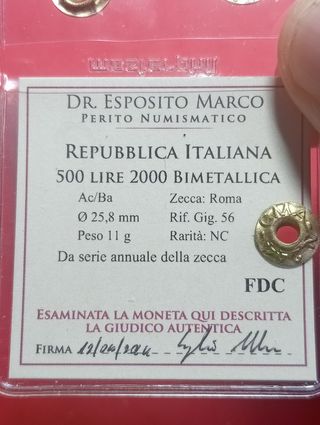 DR. ESPOSITO MARCO
PERITO NUMISMATICO
REPUBBLICA ITALIANA
500 LIRE 2000 BIMETALLICA
Ac/Ba Zecca: Roma
Ø 25,8 mm Rif. Gig. 56
Peso 11 g Rarità: NC
Da serie annuale della zecca
FDC
ESAMINATA LA MONETA QUI DESCRITTA
LA GIUDICO AUTENTICA
FIRMA